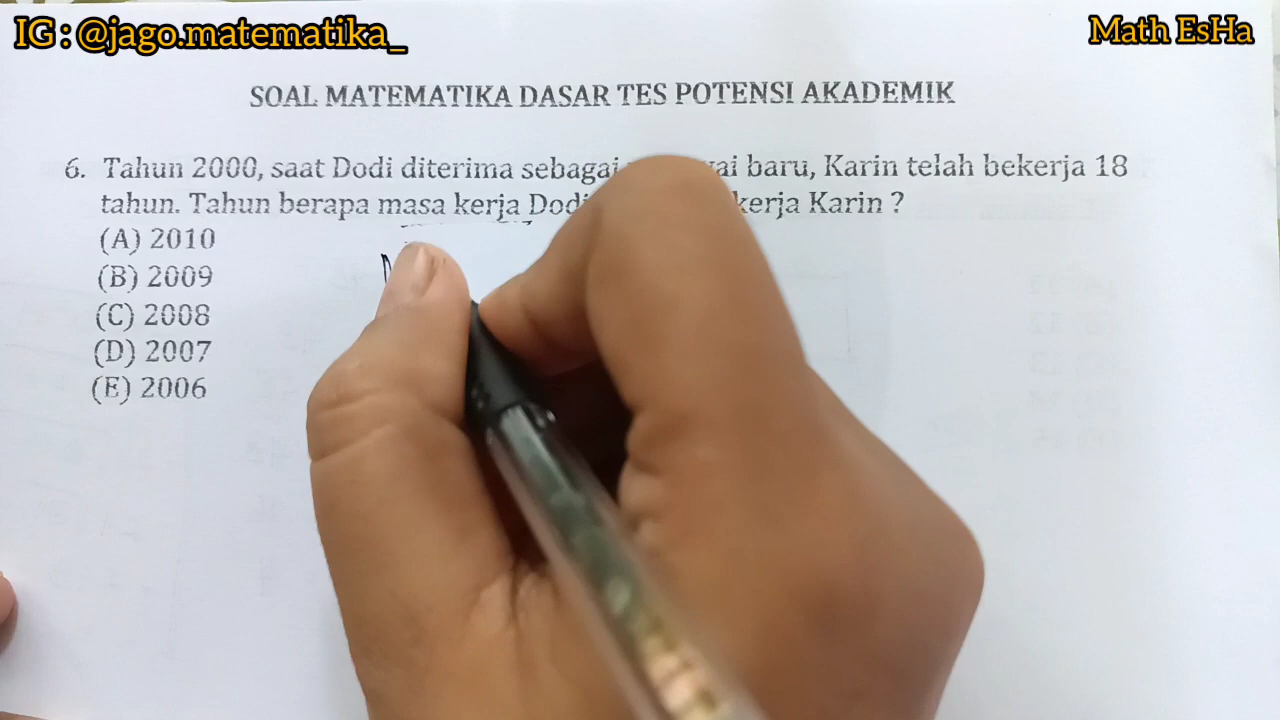 IG : @jago.matematika_
Math EsHa
SOAL MATEMATIKA DASAR TES POTENSI AKADEMIK
6. Tahun 2000, saat Dodi diterima sebagai baru, Karin telah bekerja 18
tahun. Tahun berapa masa kerja Dodi kerja Karin ?
(A) 2010
(B) 2009
(C) 2008
(D) 2007
(E) 2006